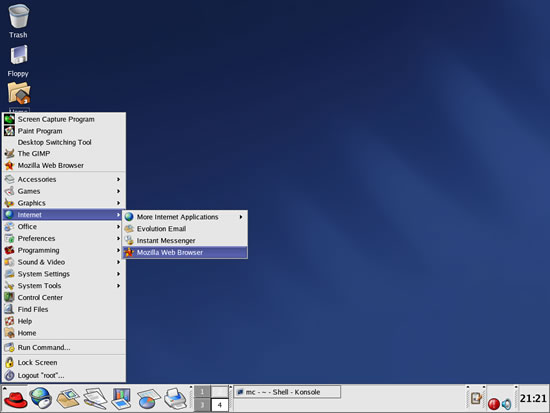 Trash
Floppy
Screen Capture Program
Paint Program
Desktop Switching Tool
The GIMP
Mozilla Web Browser
Accessories
Games
Graphics
Internet
Office
Preferences
Programming
Sound & Video
System Settings
System Tools
Control Center
Find Files
Help
Home
Run Command...
Lock Screen
Logout "root"...
More Internet Applications
Evolution Email
Instant Messenger
Mozilla Web Browser
1
3
4
mc - ~ - Shell - Konsole
21:21